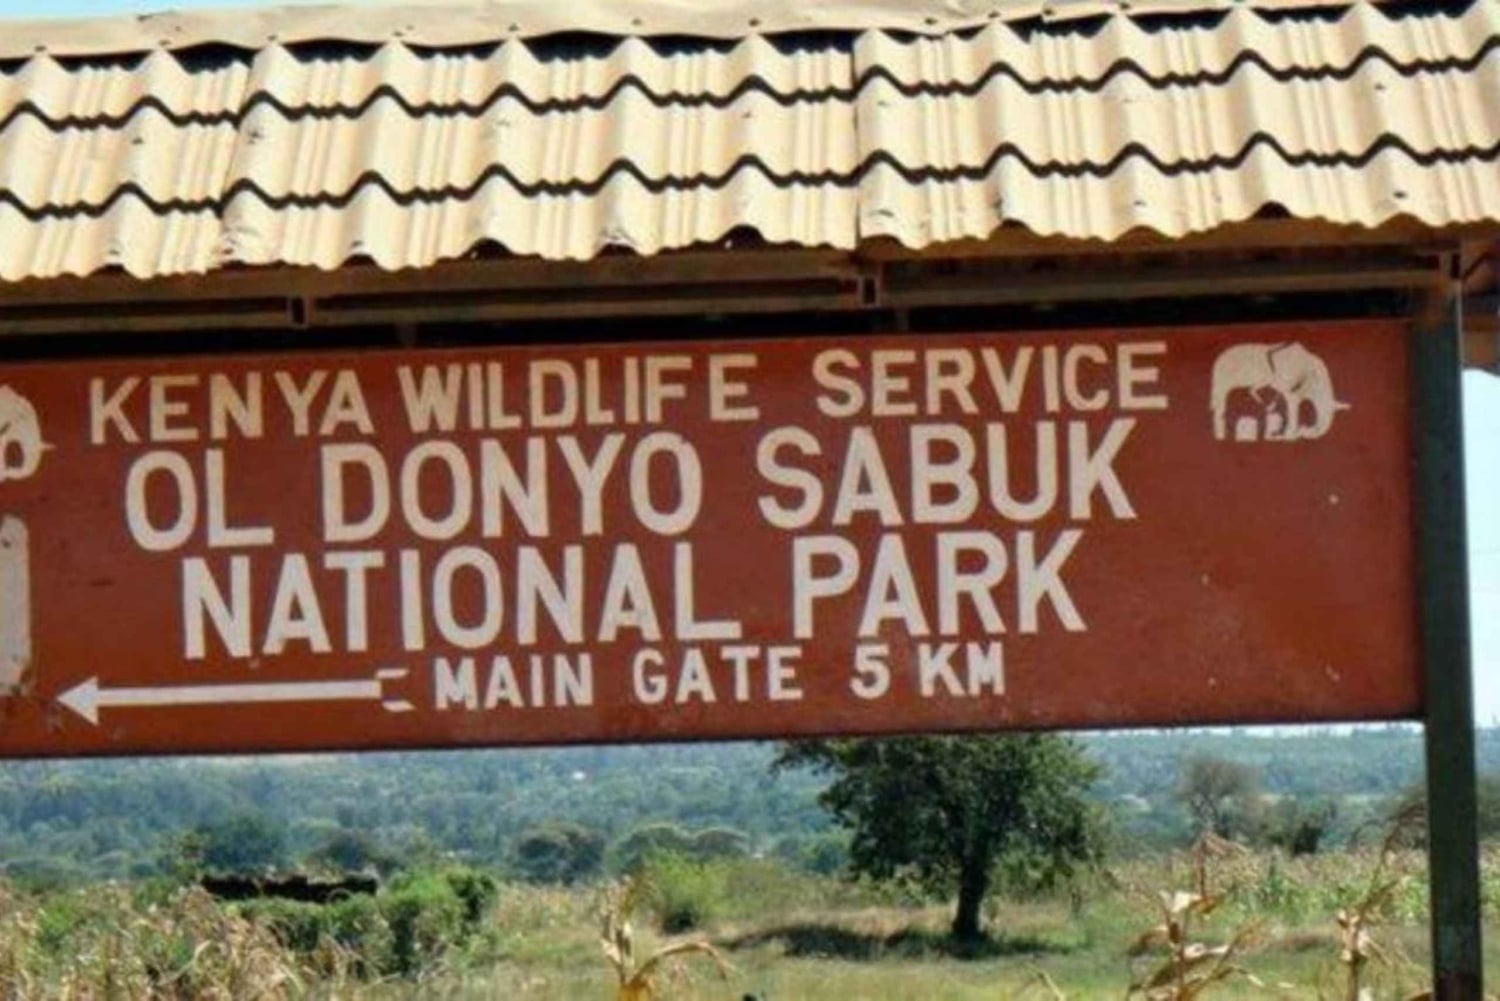 KENYA WILDLIFE SERVICE
OL DONYO SABUK
NATIONAL PARK
MAIN GATE 5 KM